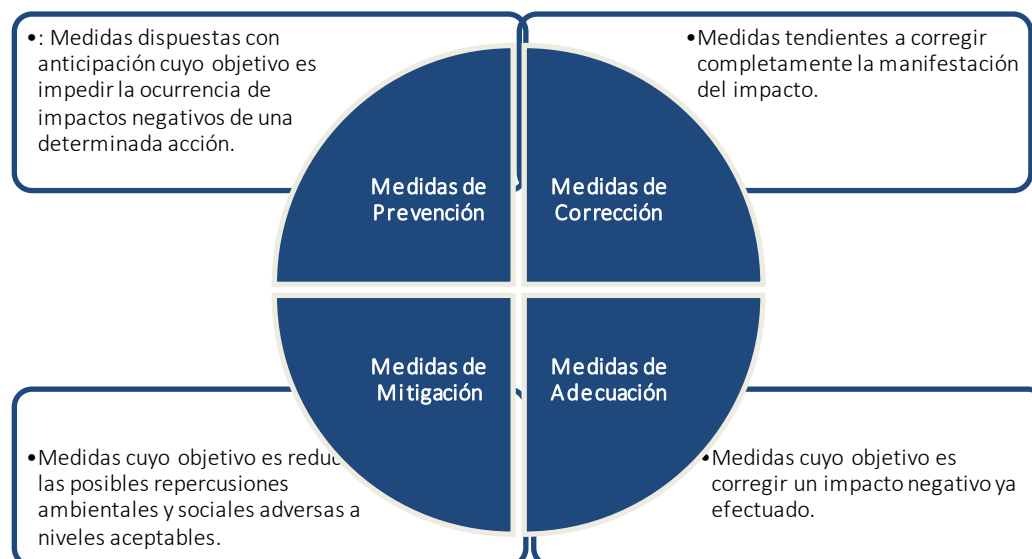 •: Medidas dispuestas con
anticipación cuyo objetivo es
impedir la ocurrencia de
impactos negativos de una
determinada acción.
•Medidas tendientes a corregir
completamente la manifestación
del impacto.
Medidas de
Prevención
Medidas de
Corrección
Medidas de
Mitigación
Medidas de
Adecuación
•Medidas cuyo objetivo es reduc
las posibles repercusiones
ambientales y sociales adversas a
niveles aceptables.
•Medidas cuyo objetivo es
corregir un impacto negativo ya
efectuado.